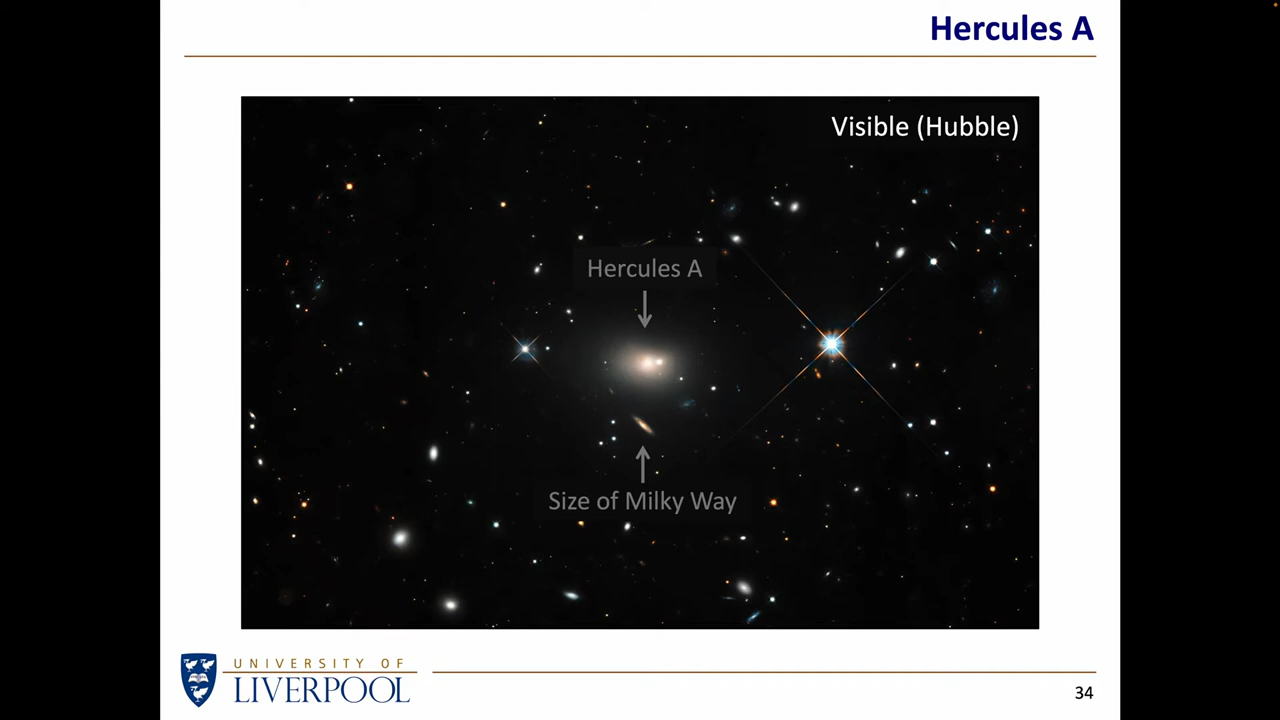 Hercules A
Visible (Hubble)
Hercules A
Size of Milky Way
UNIVERSITY OF
LIVERPOOL
34